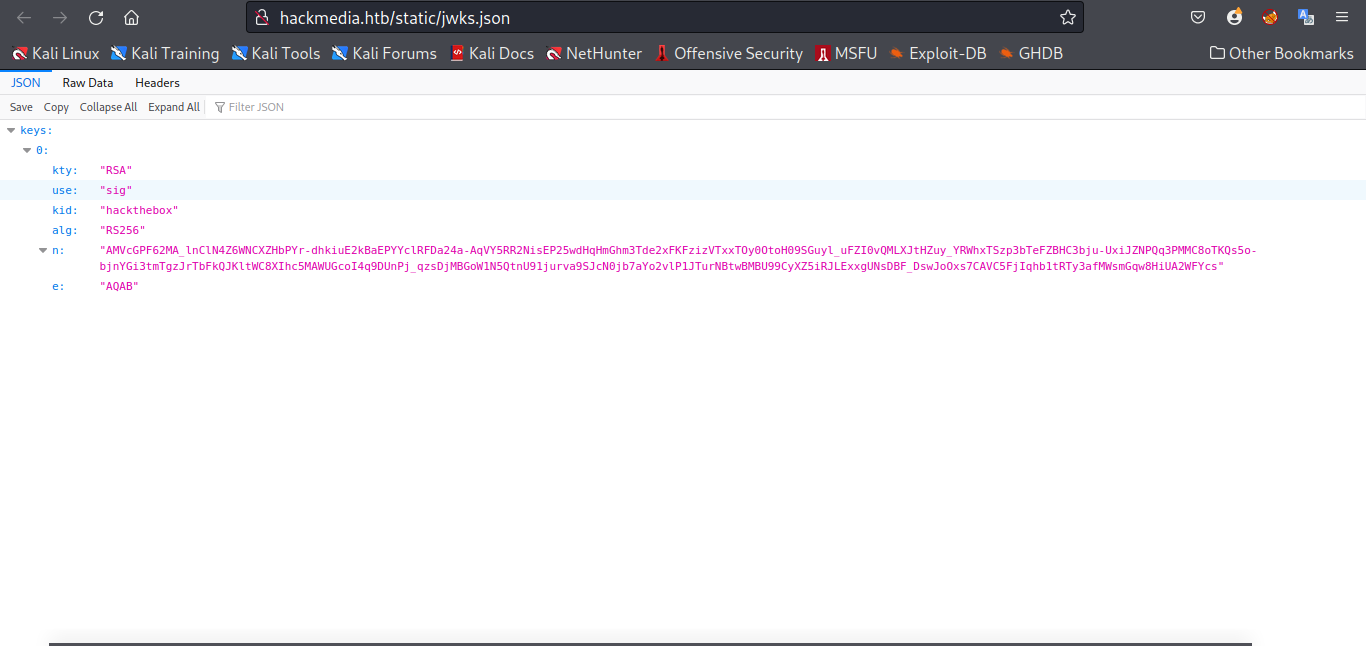 hackmedia.htb/static/jwks.json
Kali Linux Kali Training Kali Tools Kali Forums Kali Docs NetHunter Offensive Security MSFU Exploit-DB GHDB Other Bookmarks
JSON Raw Data Headers
Save Copy Collapse All Expand All Filter JSON
keys:
0:
kty: "RSA"
use: "sig"
kid: "hackthebox"
alg: "RS256"
n: "AMVcGPF62MA_lnClN4Z6WNCXZHbPYr-dhkiuE2kBaEPYYclRFDa24a-AqVY5RR2NisEP25wdHqHmGhm3Tde2xFKFzizVTxxTOy0OtoH09SGuyl_uFZI0vQMLXJtHZuy_YRWhxTSzp3bTeFZBHC3bju-UxiJZNPQq3PMMC8oTKQs5o-
bjnYGi3tmTgzJrTbFkQJKltWC8XIhc5MAWUGcoI4q9DUnPj_qzsDjMBGoW1N5QtnU91jurva9SJcN0jb7aYo2vlP1JTurNBtwBMBU99CyXZ5iRJLExxgUNsDBF_DswJoOxs7CAVC5FjIqhb1tRTy3afMWsmGqw8HiUA2WFYcs"
e: "AQAB"